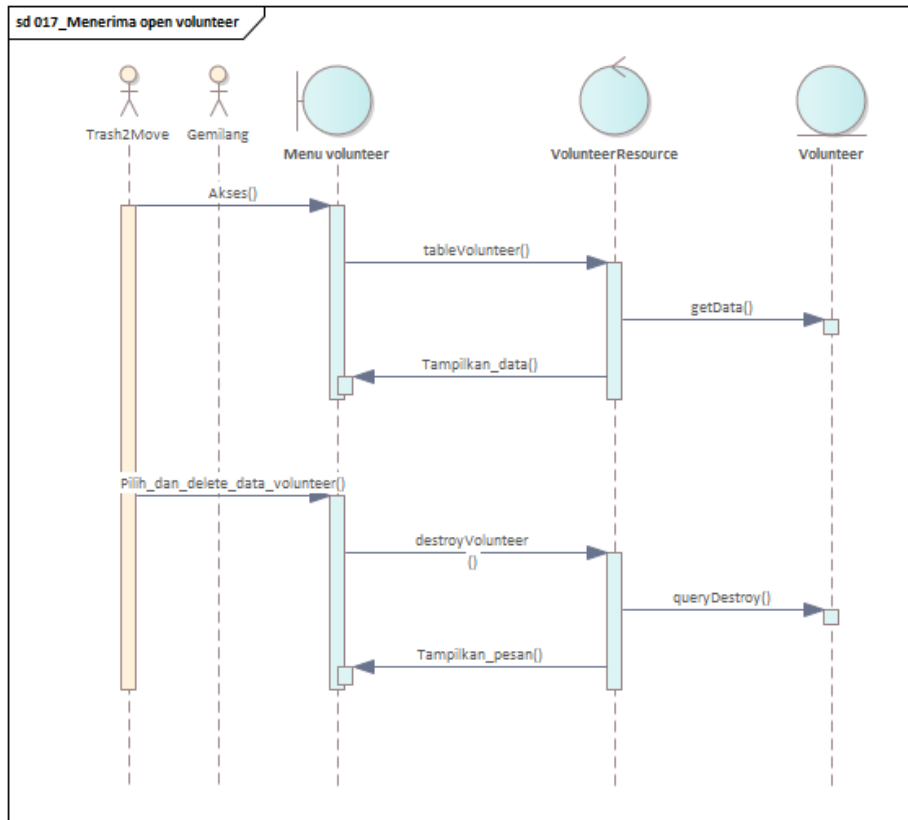 sd 017_Menerima open volunteer
Trash2Move
Gemilang
Menu volunteer
VolunteerResource
Volunteer
Akses()
tableVolunteer()
getData()
Tampilkan_data()
Pilih_dan_delete_data_volunteer()
destroyVolunteer
()
queryDestroy()
Tampilkan_pesan()